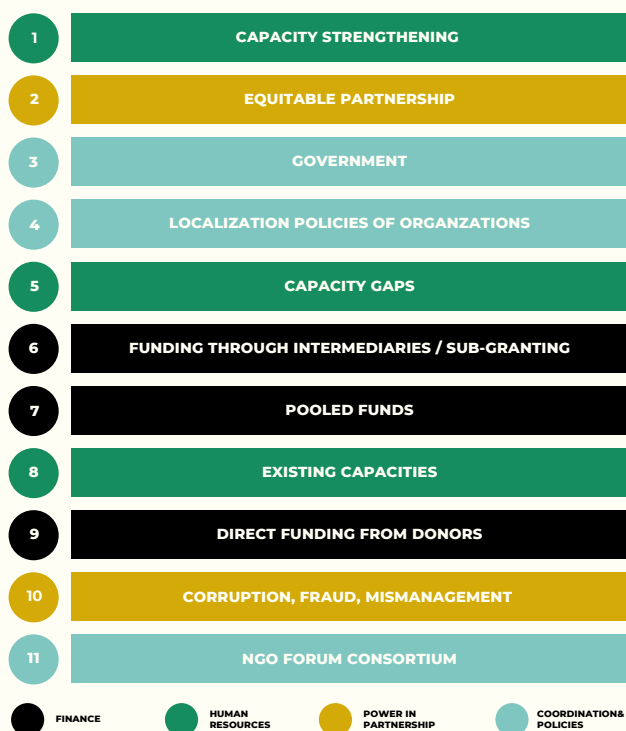 1 CAPACITY STRENGTHENING
2 EQUITABLE PARTNERSHIP
3 GOVERNMENT
4 LOCALIZATION POLICIES OF ORGANZATIONS
5 CAPACITY GAPS
6 FUNDING THROUGH INTERMEDIARIES / SUB-GRANTING
7 POOLED FUNDS
8 EXISTING CAPACITIES
9 DIRECT FUNDING FROM DONORS
10 CORRUPTION, FRAUD, MISMANAGEMENT
11 NGO FORUM CONSORTIUM
FINANCE
HUMAN
RESOURCES
POWER IN
PARTNERSHIP
COORDINATION&
POLICIES